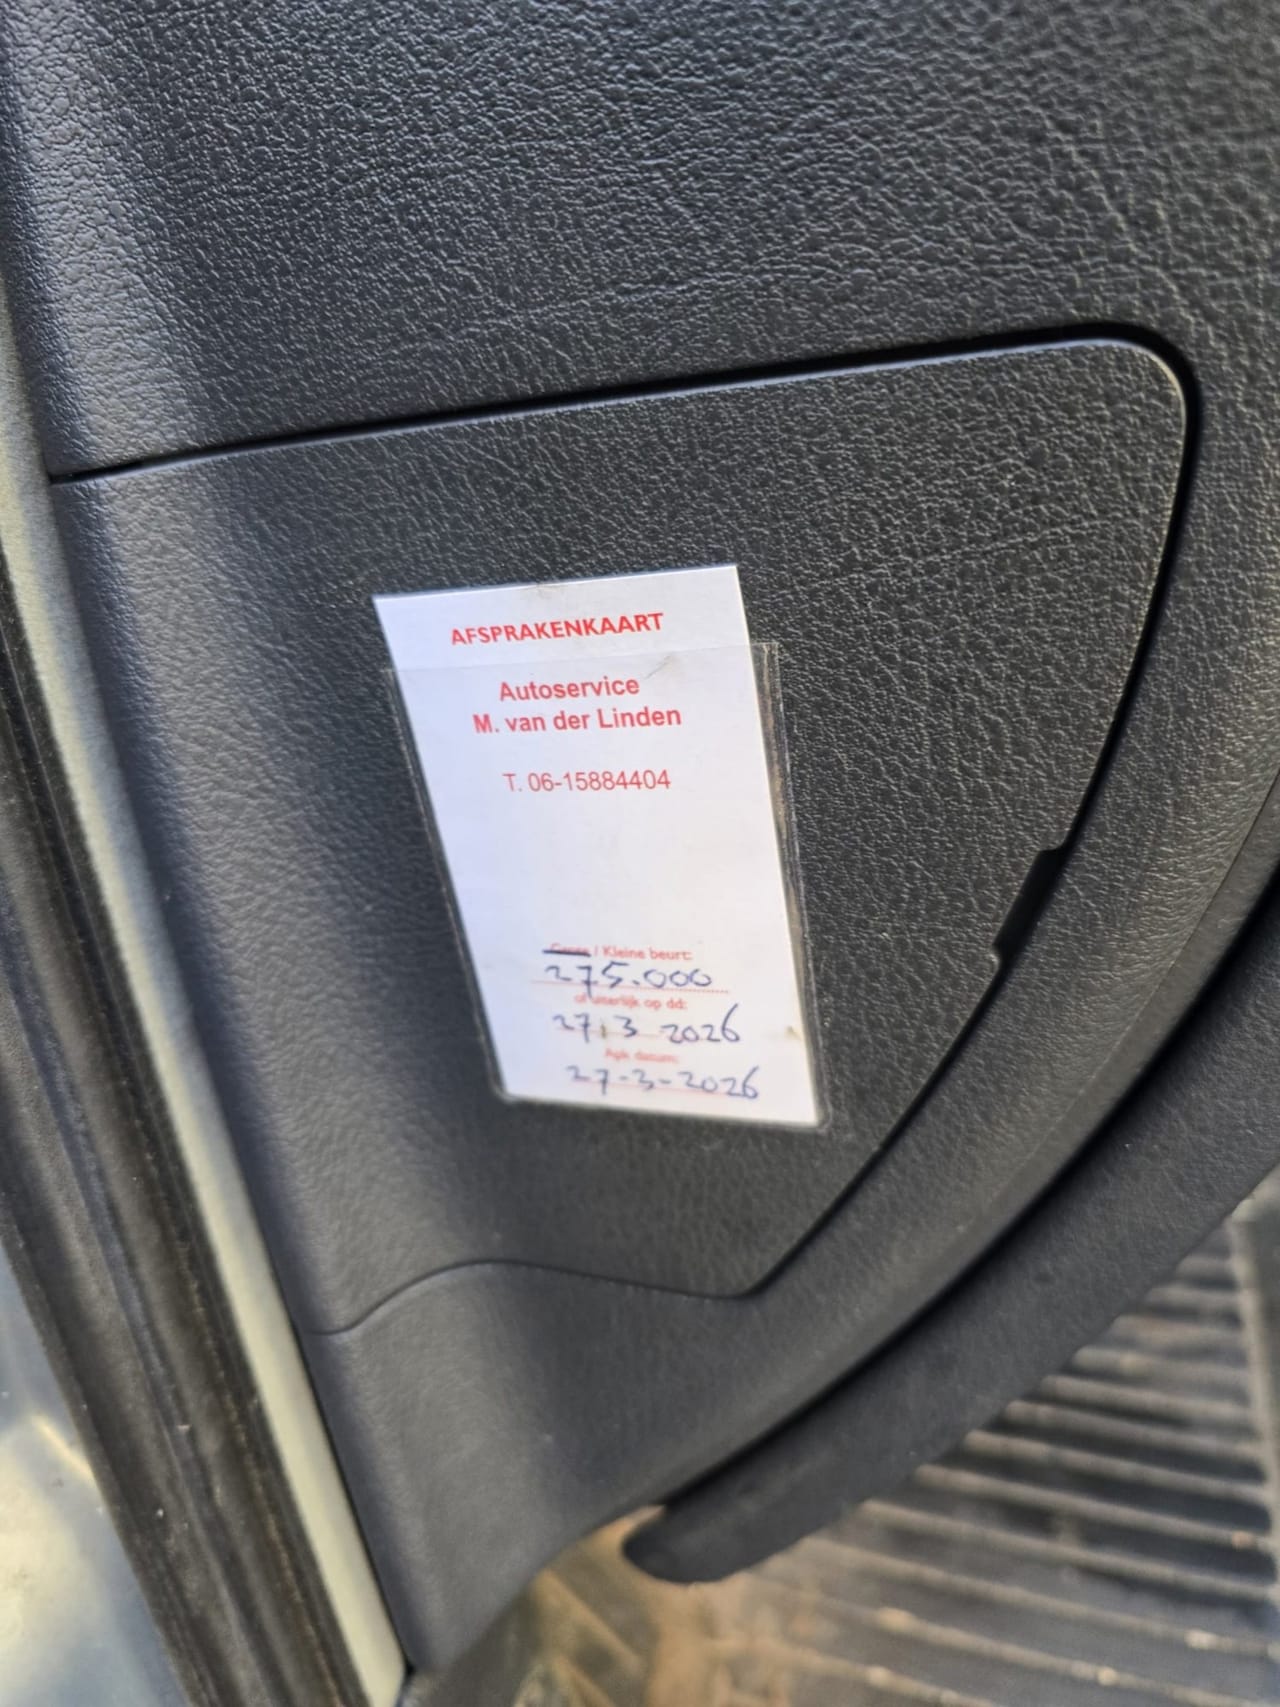 AFSPRAKENKAART
Autoservice
M. van der Linden
T. 06-15884404
Grote / Kleine beurt:
275.000
of uiterlijk op dd:
27.3 2026
Apk datum:
27-3-2026